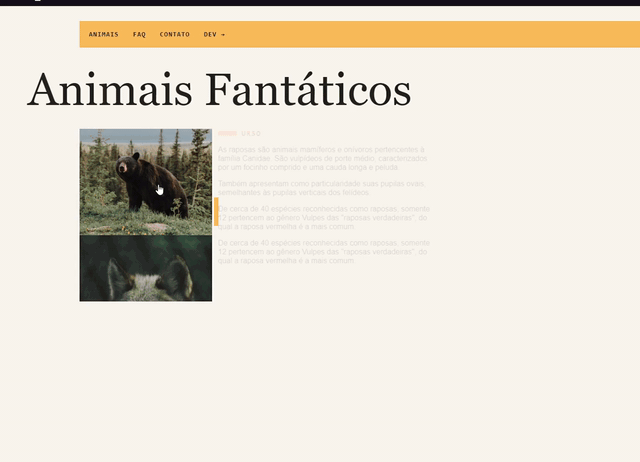 ANIMAIS FAQ CONTATO DEV
Animais Fantáticos
As raposas são animais mamíferos e onívoros pertencentes à
família Canidae. São vulpídeos de porte médio, caracterizados
por um focinho comprido e uma cauda longa e peluda.
Também apresentam como particularidade suas pupilas ovais,
semelhantes às pupilas verticais dos felídeos.
De cerca de 40 espécies reconhecidas como raposas, somente
12 pertencem ao gênero Vulpes das "raposas verdadeiras", do
qual a raposa vermelha é a mais comum.
De cerca de 40 espécies reconhecidas como raposas, somente
12 pertencem ao gênero Vulpes das "raposas verdadeiras", do
qual a raposa vermelha é a mais comum.